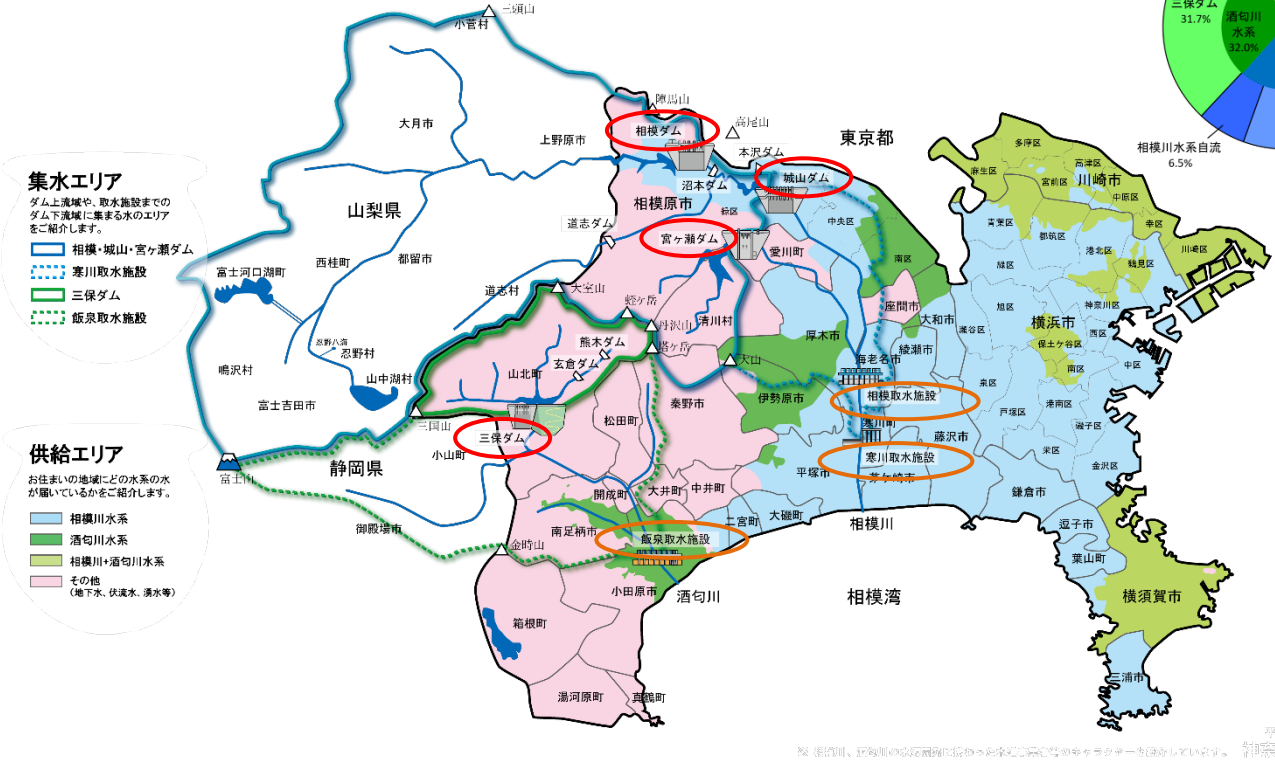 三頭山
小菅村
三保ダム
31.7%
酒匂川
水系
32.0%
相模川水系自流
6.5%
陣馬山
大月市
上野原市
相模ダム
高尾山
東京都
本沢ダム
城山ダム
沼本ダム
集水エリア
ダム上流域や、取水施設までの
ダム下流域に集まる水のエリア
をご紹介します。
相模・城山・宮ヶ瀬ダム
寒川取水施設
三保ダム
飯泉取水施設
山梨県
相模原市
緑区
中央区
南区
道志ダム
宮ヶ瀬ダム
愛川町
都留市
西桂町
富士河口湖町
道志村
大室山
蛭ヶ岳
丹沢山
塔ヶ岳
清川村
座間市
大和市
綾瀬市
厚木市
海老名市
忍野八海
忍野村
鳴沢村
山中湖村
富士吉田市
熊木ダム
玄倉ダム
山北町
大山
伊勢原市
秦野市
松田町
相模取水施設
寒川町
寒川取水施設
藤沢市
茅ヶ崎市
平塚市
三国山
三保ダム
小山町
静岡県
富士山
御殿場市
金時山
開成町
大井町
中井町
南足柄市
飯泉取水施設
二宮町
大磯町
相模川
鎌倉市
逗子市
葉山町
横須賀市
三浦市
小田原市
酒匂川
相模湾
箱根町
湯河原町
真鶴町
多摩区
麻生区
高津区
宮前区
川崎市
中原区
幸区
川崎区
青葉区
都筑区
港北区
鶴見区
緑区
神奈川区
旭区
横浜市
西区
瀬谷区
保土ケ谷区
中区
南区
泉区
戸塚区
港南区
磯子区
栄区
金沢区
供給エリア
お住まいの地域にどの水系の水
が届いているかをご紹介します。
相模川水系
酒匂川水系
相模川+酒匂川水系
その他
(地下水、伏流水、湧水等)